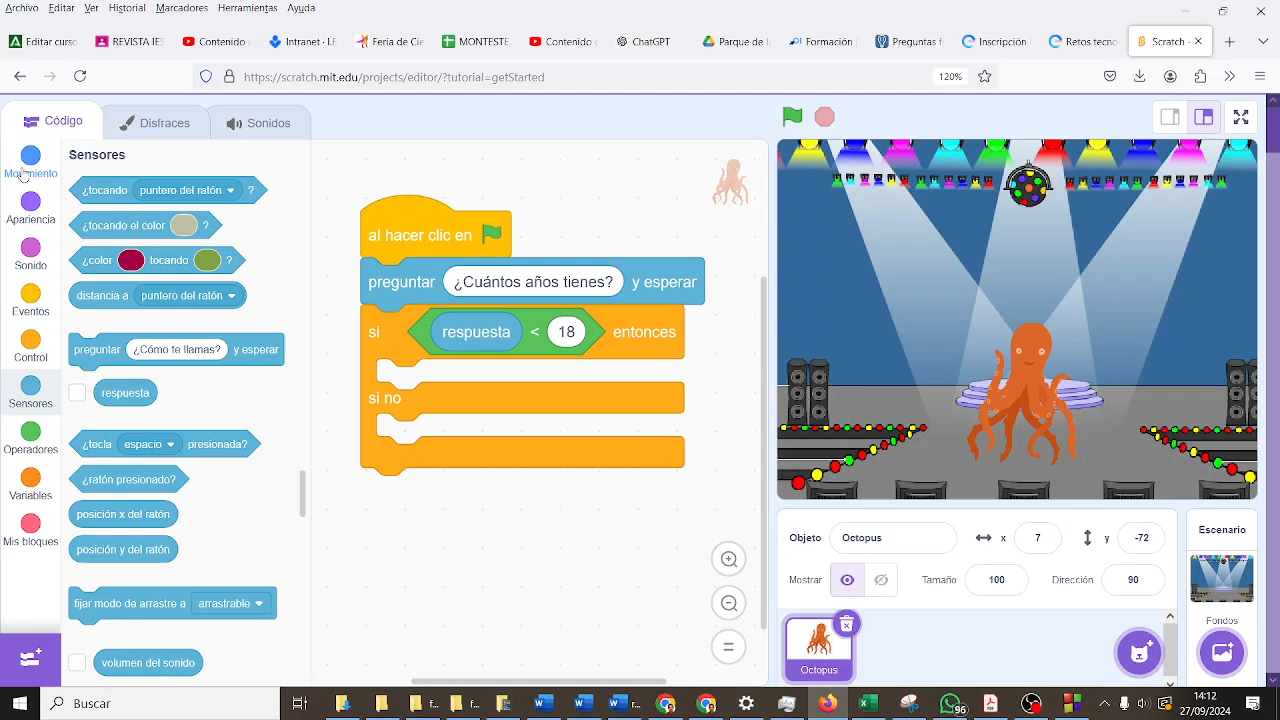 Archivo Editar Ver Historial Marcadores Herramientas Ayuda
Editar curso
REVISTA IES
Contenido
Intranet - I.E
Feria de Cie
MONTESTE
Contenido
ChatGPT
Parque de l
Formación
Preguntas f
Inscripción
Retos tecno
Scratch -
https://scratch.mit.edu/projects/editor/?tutorial=getStarted
120%
Código
Disfraces
Sonidos
Movimiento
Apariencia
Sonido
Eventos
Control
Sensores
Operadores
Variables
Mis bloques
Sensores
¿tocando puntero del ratón ?
¿tocando el color ?
¿color tocando ?
distancia a puntero del ratón
preguntar ¿Cómo te llamas? y esperar
respuesta
¿tecla espacio presionada?
¿ratón presionado?
posición x del ratón
posición y del ratón
fijar modo de arrastre a arrastrable
volumen del sonido
al hacer clic en
preguntar ¿Cuántos años tienes? y esperar
si respuesta < 18 entonces
si no
Objeto Octopus x 7 y -72
Mostrar Tamaño 100 Dirección 90
Octopus
Escenario
Fondos
Buscar
96
14:12
27/09/2024